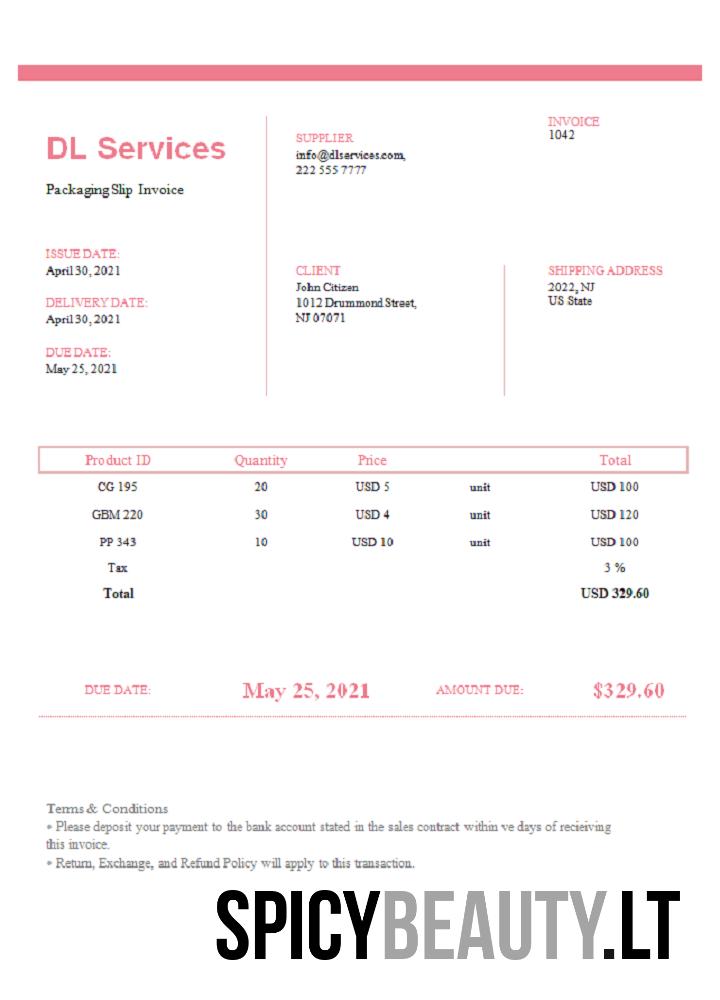 DL Services
Packaging Slip Invoice
ISSUE DATE:
April 30, 2021
DELIVERY DATE:
April 30, 2021
DUE DATE:
May 25, 2021
SUPPLIER
info@dlservices.com,
222 555 7777
INVOICE
1042
CLIENT
John Citizen
1012 Drummond Street,
NJ 07071
SHIPPING ADDRESS
2022, NJ
US State
Product ID Quantity Price Total
CG 195 20 USD 5 unit USD 100
GBM 220 30 USD 4 unit USD 120
PP 343 10 USD 10 unit USD 100
Tax 3 %
Total USD 329.60
DUE DATE: May 25, 2021 AMOUNT DUE: $329.60
Terms & Conditions
• Please deposit your payment to the bank account stated in the sales contract within ve days of recieiving
this invoice.
• Return, Exchange, and Refund Policy will apply to this transaction.
SPICYBEAUTY.LT